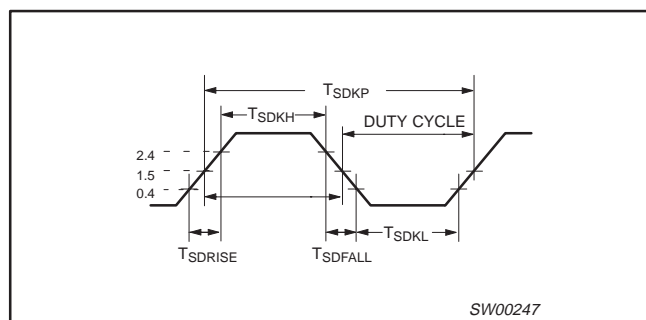 TSDKP
TSDKH
DUTY CYCLE
2.4
1.5
0.4
TSDKL
TSDRISE
TSDFALL
SW00247